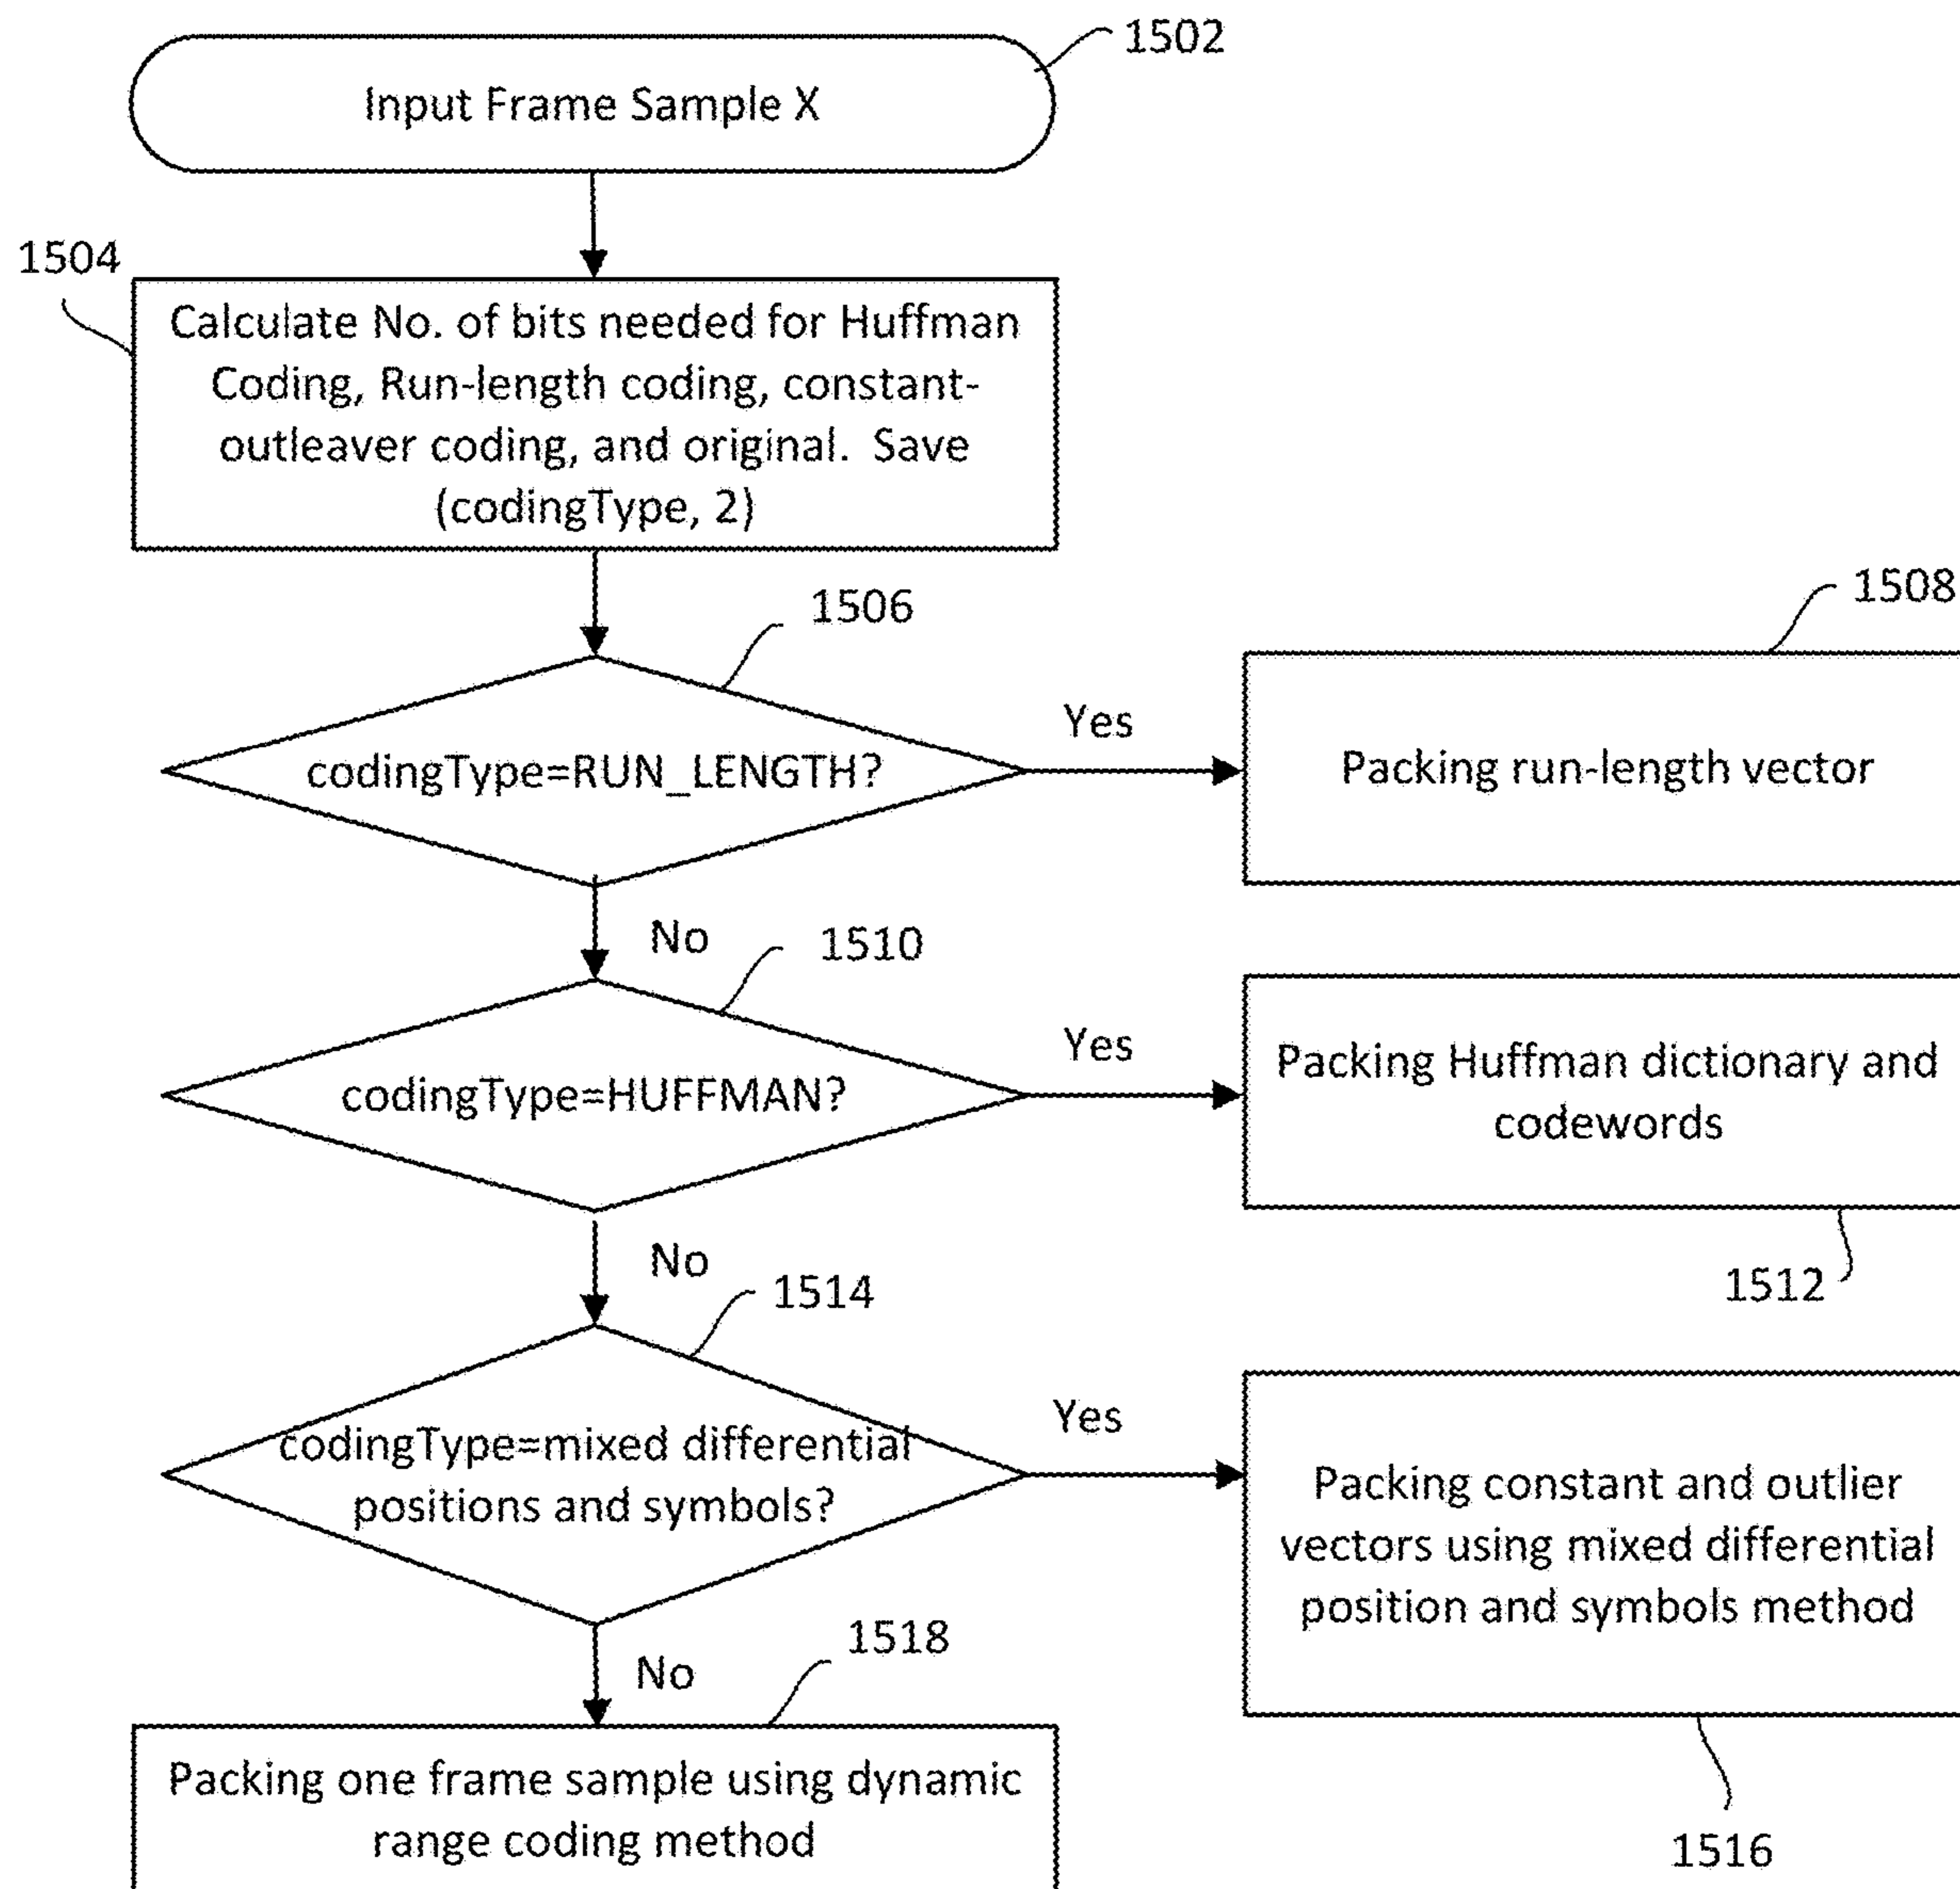 1502
Input Frame Sample X
1504
Calculate No. of bits needed for Huffman
Coding, Run-length coding, constant-
outleaver coding, and original. Save
(codingType, 2)
1506
1508
codingType=RUN_LENGTH?
Yes
Packing run-length vector
No
1510
codingType=HUFFMAN?
Yes
Packing Huffman dictionary and
codewords
1512
No
1514
codingType=mixed differential
positions and symbols?
Yes
Packing constant and outlier
vectors using mixed differential
position and symbols method
1516
No
1518
Packing one frame sample using dynamic
range coding method